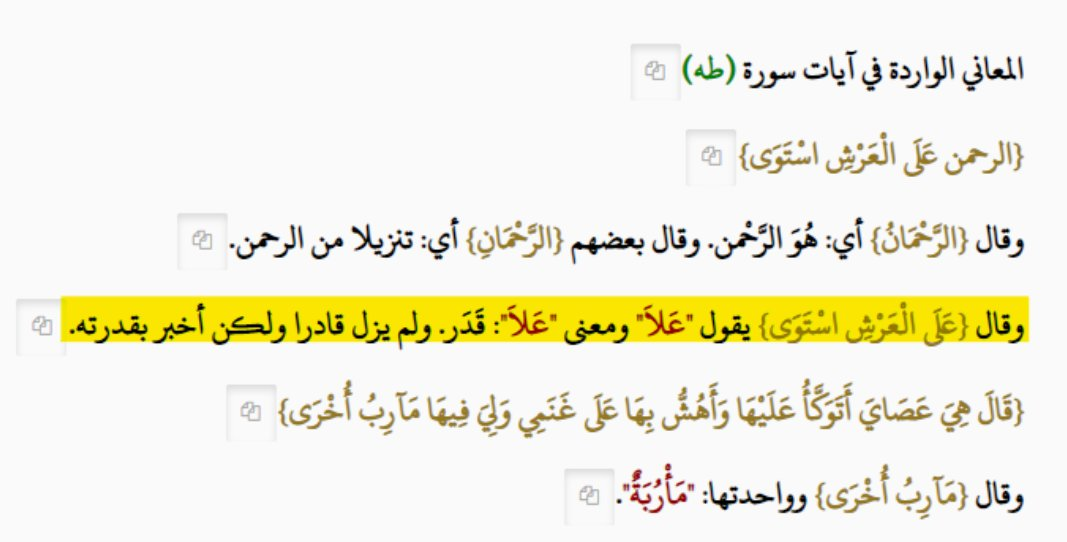 المعاني الواردة في آيات سورة (طه)
{الرحمن عَلَى الْعَرْشِ اسْتَوَى}
وقال {الرَّحْمَانُ} أي: هُوَ الرَّحْمن. وقال بعضهم {الرَّحْمَانِ} أي: تنزيلا من الرحمن.
وقال {عَلَى الْعَرْشِ اسْتَوَى} يقول "عَلاَ" ومعنى "عَلاَ": قَدَر. ولم يزل قادرا ولكن أخبر بقدرته.
{قَالَ هِيَ عَصَايَ أَتَوَكَّأُ عَلَيْهَا وَأَهُشُّ بِهَا عَلَى غَنَمِي وَلِيَ فِيهَا مَآرِبُ أُخْرَى}
وقال {مَآرِبُ أُخْرَى} وواحدتها: "مَأْرُبَةٌ".